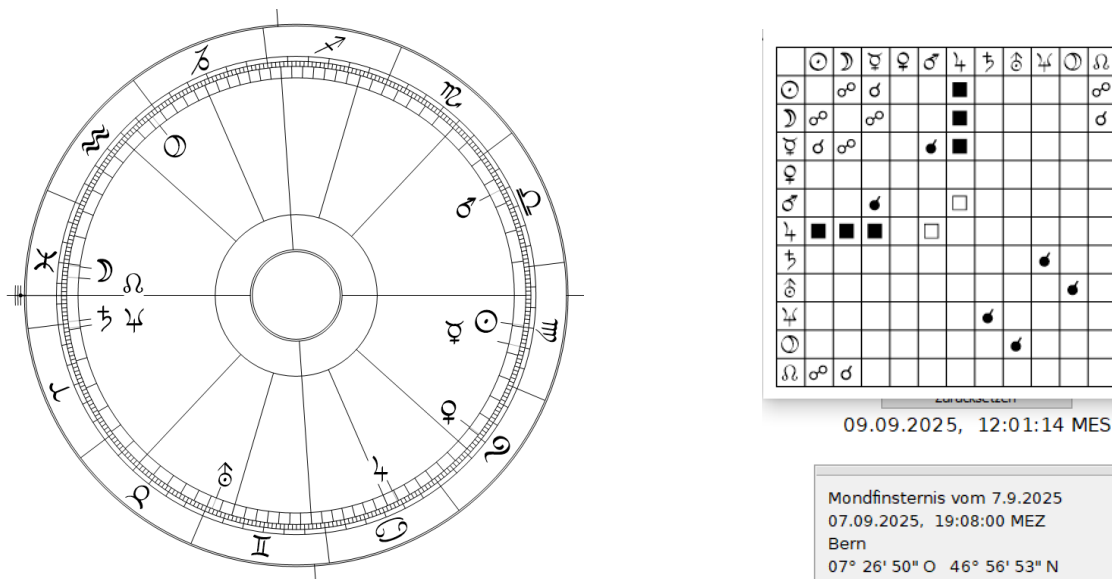 zurücksetzen
09.09.2025, 12:01:14 MES
Mondfinsternis vom 7.9.2025
07.09.2025, 19:08:00 MEZ
Bern
07° 26' 50" O 46° 56' 53" N